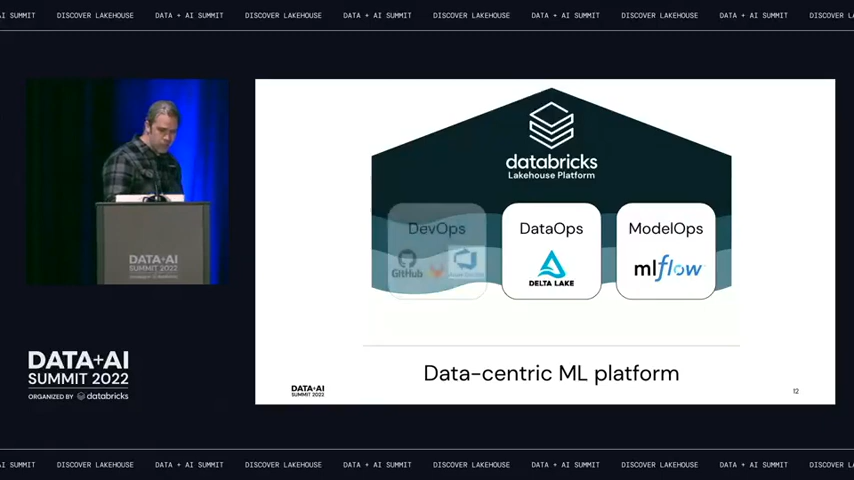 AI SUMMIT DISCOVER LAKEHOUSE DATA + AI SUMMIT DISCOVER LAKEHOUSE DATA + AI SUMMIT DISCOVER LAKEHOUSE DATA + AI SUMMIT DISCOVER LAKEHOUSE DATA + AI SUMMIT DISCOVER
databricks
Lakehouse Platform
DevOps
DataOps
ModelOps
GitHub
DELTA LAKE
mlflow
Data-centric ML platform
DATA+AI
SUMMIT 2022
12
DATA+AI
SUMMIT 2022
DATA+AI
SUMMIT 2022
ORGANIZED BY databricks
AI SUMMIT DISCOVER LAKEHOUSE DATA + AI SUMMIT DISCOVER LAKEHOUSE DATA + AI SUMMIT DISCOVER LAKEHOUSE DATA + AI SUMMIT DISCOVER LAKEHOUSE DATA + AI SUMMIT DISCOVER